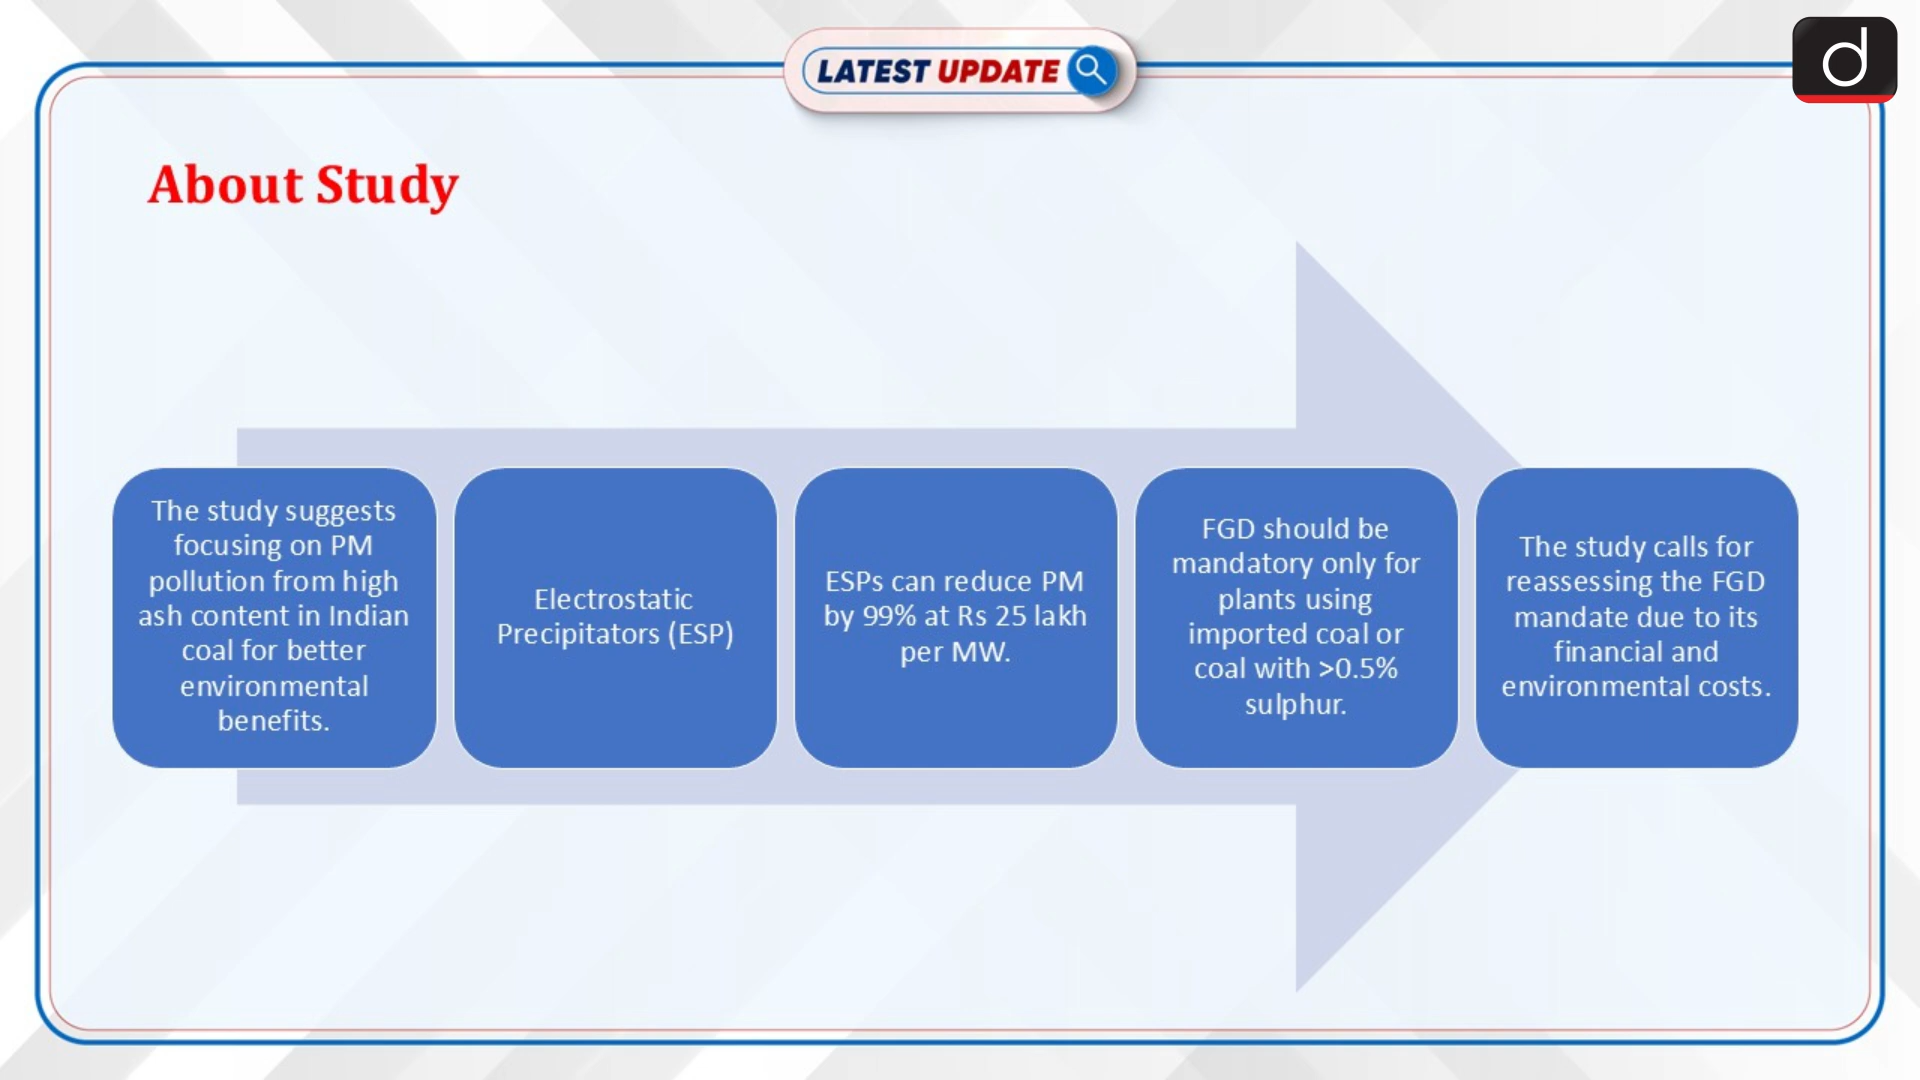 LATEST UPDATE
d
About Study
The study suggests
focusing on PM
pollution from high
ash content in Indian
coal for better
environmental
benefits.
Electrostatic
Precipitators (ESP)
ESPs can reduce PM
by 99% at Rs 25 lakh
per MW.
FGD should be
mandatory only for
plants using
imported coal or
coal with >0.5%
sulphur.
The study calls for
reassessing the FGD
mandate due to its
financial and
environmental costs.